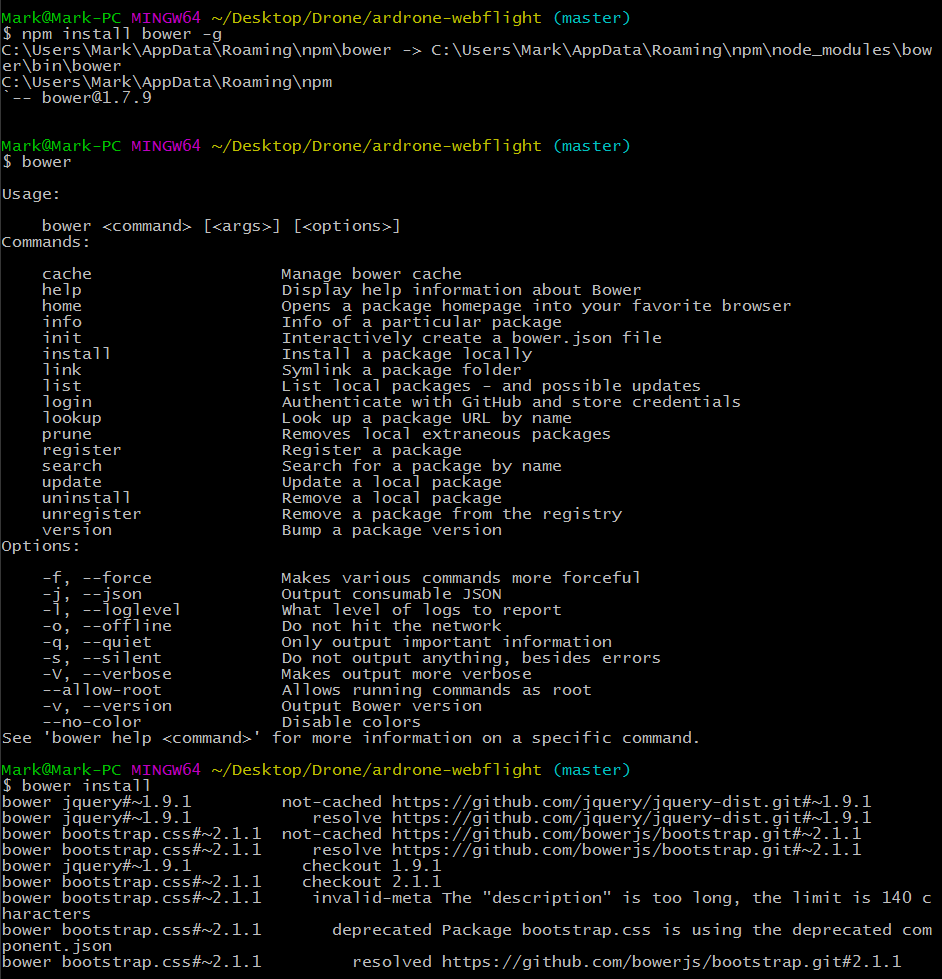 Mark@Mark-PC MINGW64 ~/Desktop/Drone/ardrone-webflight (master)
$ npm install bower -g
C:\Users\Mark\AppData\Roaming\npm\bower -> C:\Users\Mark\AppData\Roaming\npm\node_modules\bow
er\bin\bower
C:\Users\Mark\AppData\Roaming\npm
`-- bower@1.7.9

Mark@Mark-PC MINGW64 ~/Desktop/Drone/ardrone-webflight (master)
$ bower

Usage:

    bower <command> [<args>] [<options>]
Commands:

    cache                   Manage bower cache
    help                    Display help information about Bower
    home                    Opens a package homepage into your favorite browser
    info                    Info of a particular package
    init                    Interactively create a bower.json file
    install                 Install a package locally
    link                    Symlink a package folder
    list                    List local packages - and possible updates
    login                   Authenticate with GitHub and store credentials
    lookup                  Look up a package URL by name
    prune                   Removes local extraneous packages
    register                Register a package
    search                  Search for a package by name
    update                  Update a local package
    uninstall               Remove a local package
    unregister              Remove a package from the registry
    version                 Bump a package version
Options:

    -f, --force             Makes various commands more forceful
    -j, --json              Output consumable JSON
    -l, --loglevel          What level of logs to report
    -o, --offline           Do not hit the network
    -q, --quiet             Only output important information
    -s, --silent            Do not output anything, besides errors
    -V, --verbose           Makes output more verbose
    --allow-root            Allows running commands as root
    -v, --version           Output Bower version
    --no-color              Disable colors
See 'bower help <command>' for more information on a specific command.

Mark@Mark-PC MINGW64 ~/Desktop/Drone/ardrone-webflight (master)
$ bower install
bower jquery#~1.9.1         not-cached https://github.com/jquery/jquery-dist.git#~1.9.1
bower jquery#~1.9.1            resolve https://github.com/jquery/jquery-dist.git#~1.9.1
bower bootstrap.css#~2.1.1  not-cached https://github.com/bowerjs/bootstrap.git#~2.1.1
bower bootstrap.css#~2.1.1     resolve https://github.com/bowerjs/bootstrap.git#~2.1.1
bower jquery#~1.9.1           checkout 1.9.1
bower bootstrap.css#~2.1.1    checkout 2.1.1
bower bootstrap.css#~2.1.1     invalid-meta The "description" is too long, the limit is 140 c
haracters
bower bootstrap.css#~2.1.1       deprecated Package bootstrap.css is using the deprecated com
ponent.json
bower bootstrap.css#~2.1.1         resolved https://github.com/bowerjs/bootstrap.git#2.1.1